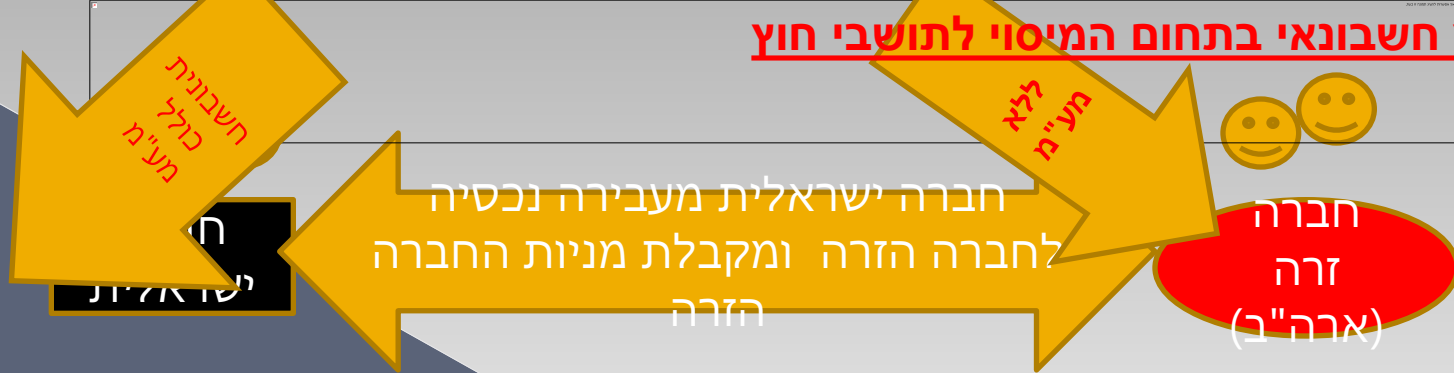 חשבונאי בתחום המיסוי לתושבי חוץ
חשבונית
כולל
מע"מ
ללא
מע"מ
חברה ישראלית מעבירה נכסיה
לחברה הזרה ומקבלת מניות החברה
הזרה
ישראלית
חברה
זרה
(ארה"ב)